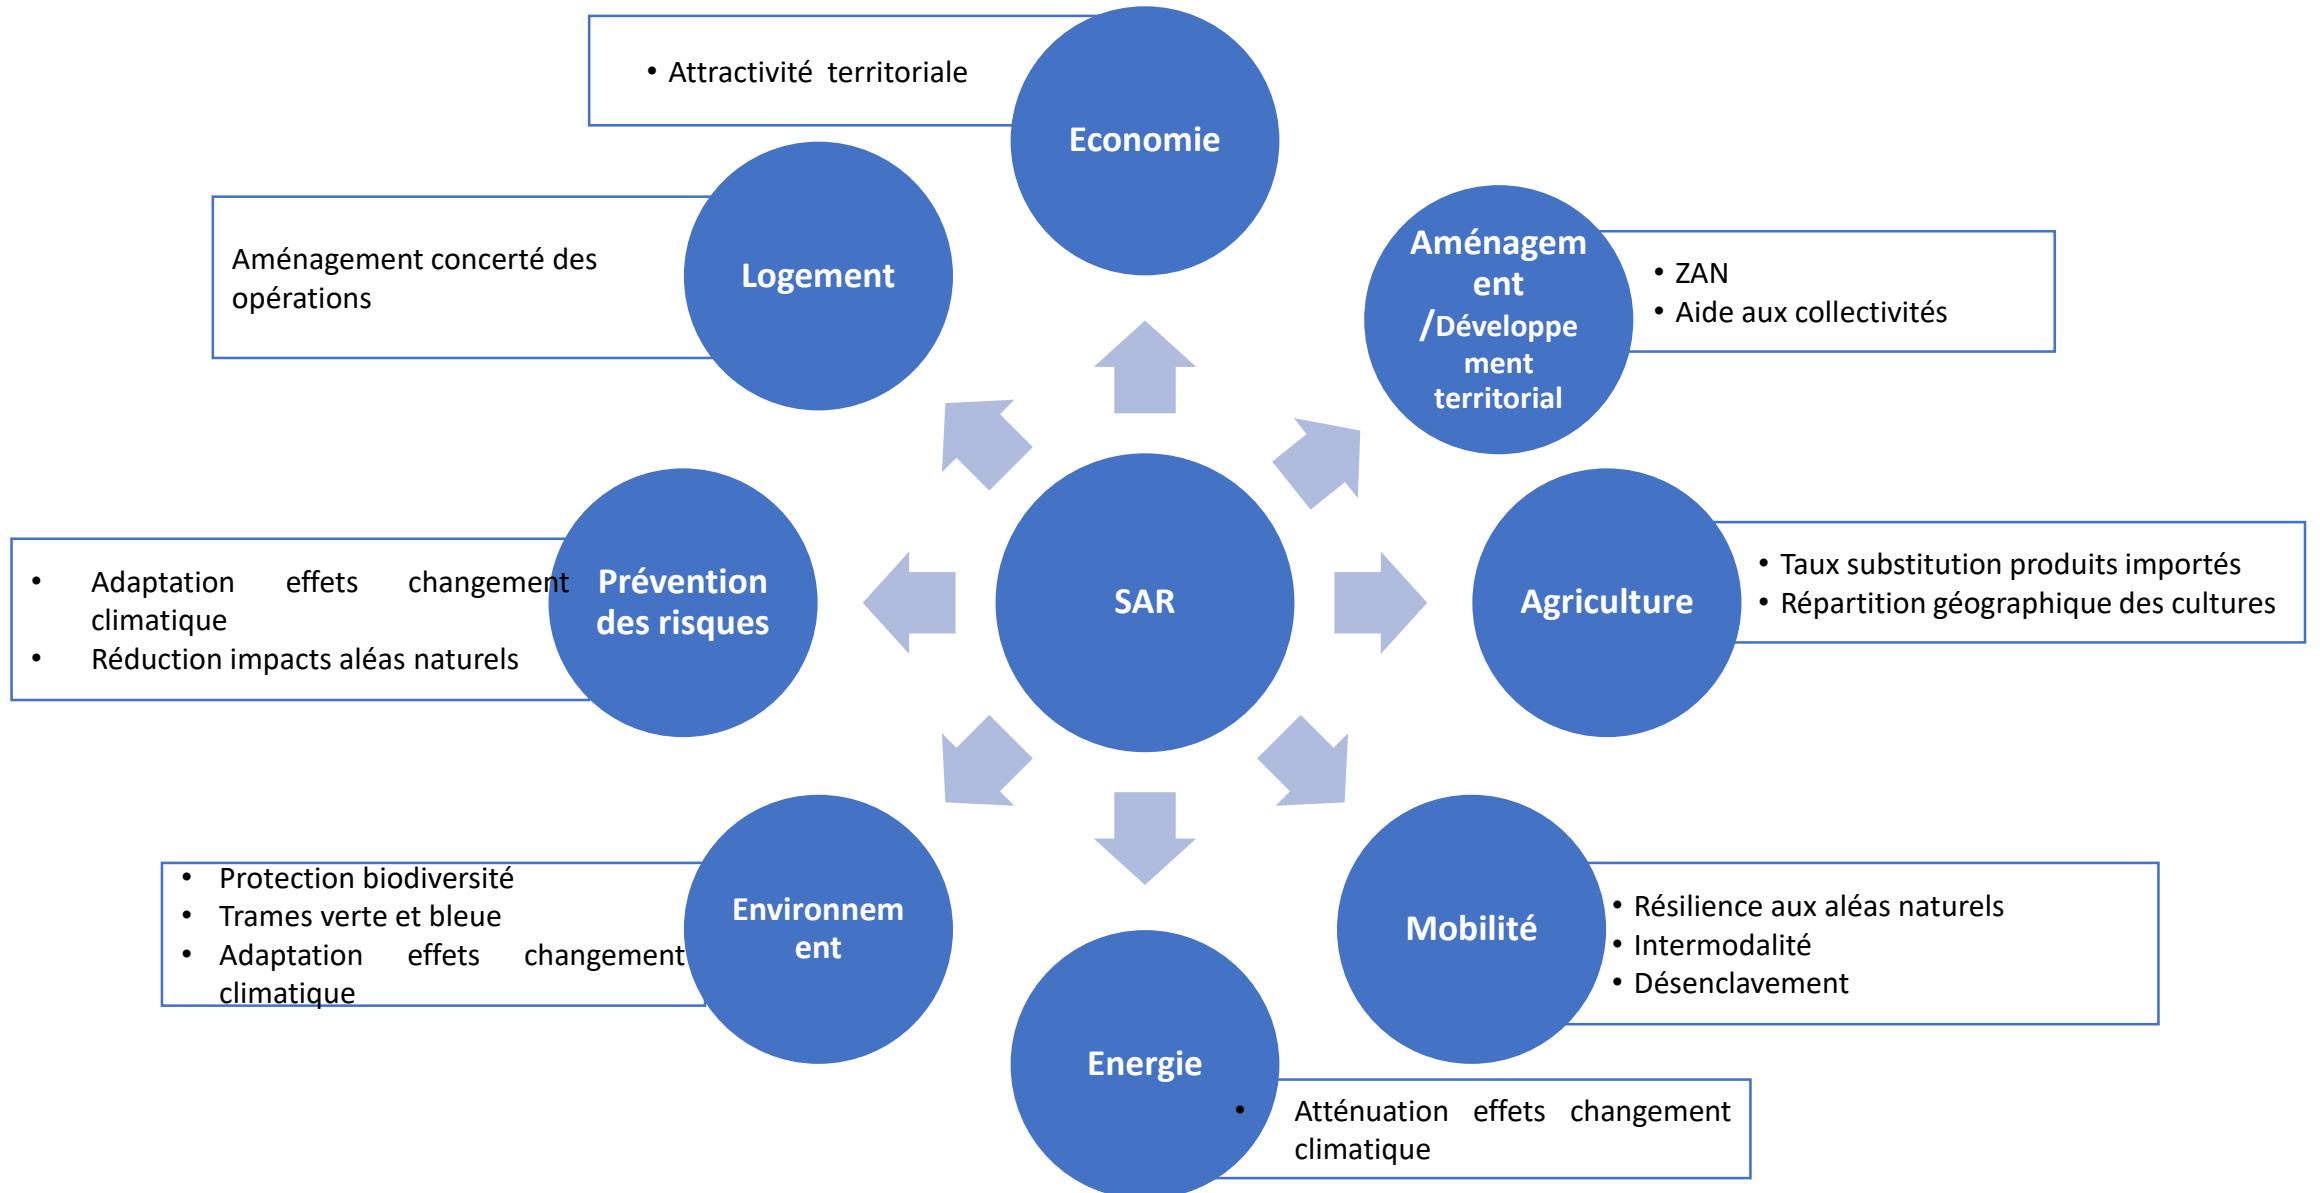 • Attractivité territoriale
Economie
Aménagem
ent
/Développe
ment
territorial
• ZAN
• Aide aux collectivités
Aménagement concerté des
opérations
Logement
• Adaptation effets changement
climatique
• Réduction impacts aléas naturels
Prévention
des risques
SAR
Agriculture
• Taux substitution produits importés
• Répartition géographique des cultures
• Protection biodiversité
• Trames verte et bleue
• Adaptation effets changement
climatique
Environnem
ent
Mobilité
• Résilience aux aléas naturels
• Intermodalité
• Désenclavement
Energie
• Atténuation effets changement
climatique